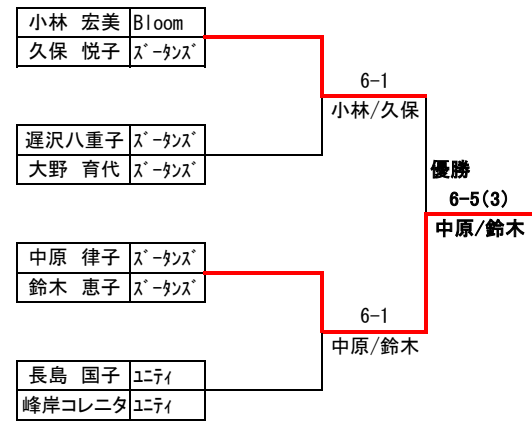 小林 宏美 Bloom
久保 悦子 ズータンズ
6-1
小林/久保
遅沢八重子 ズータンズ
大野 育代 ズータンズ
優勝
6-5(3)
中原/鈴木
中原 律子 ズータンズ
鈴木 恵子 ズータンズ
6-1
中原/鈴木
長島 国子 ユニティ
峰岸コレニタ ユニティ